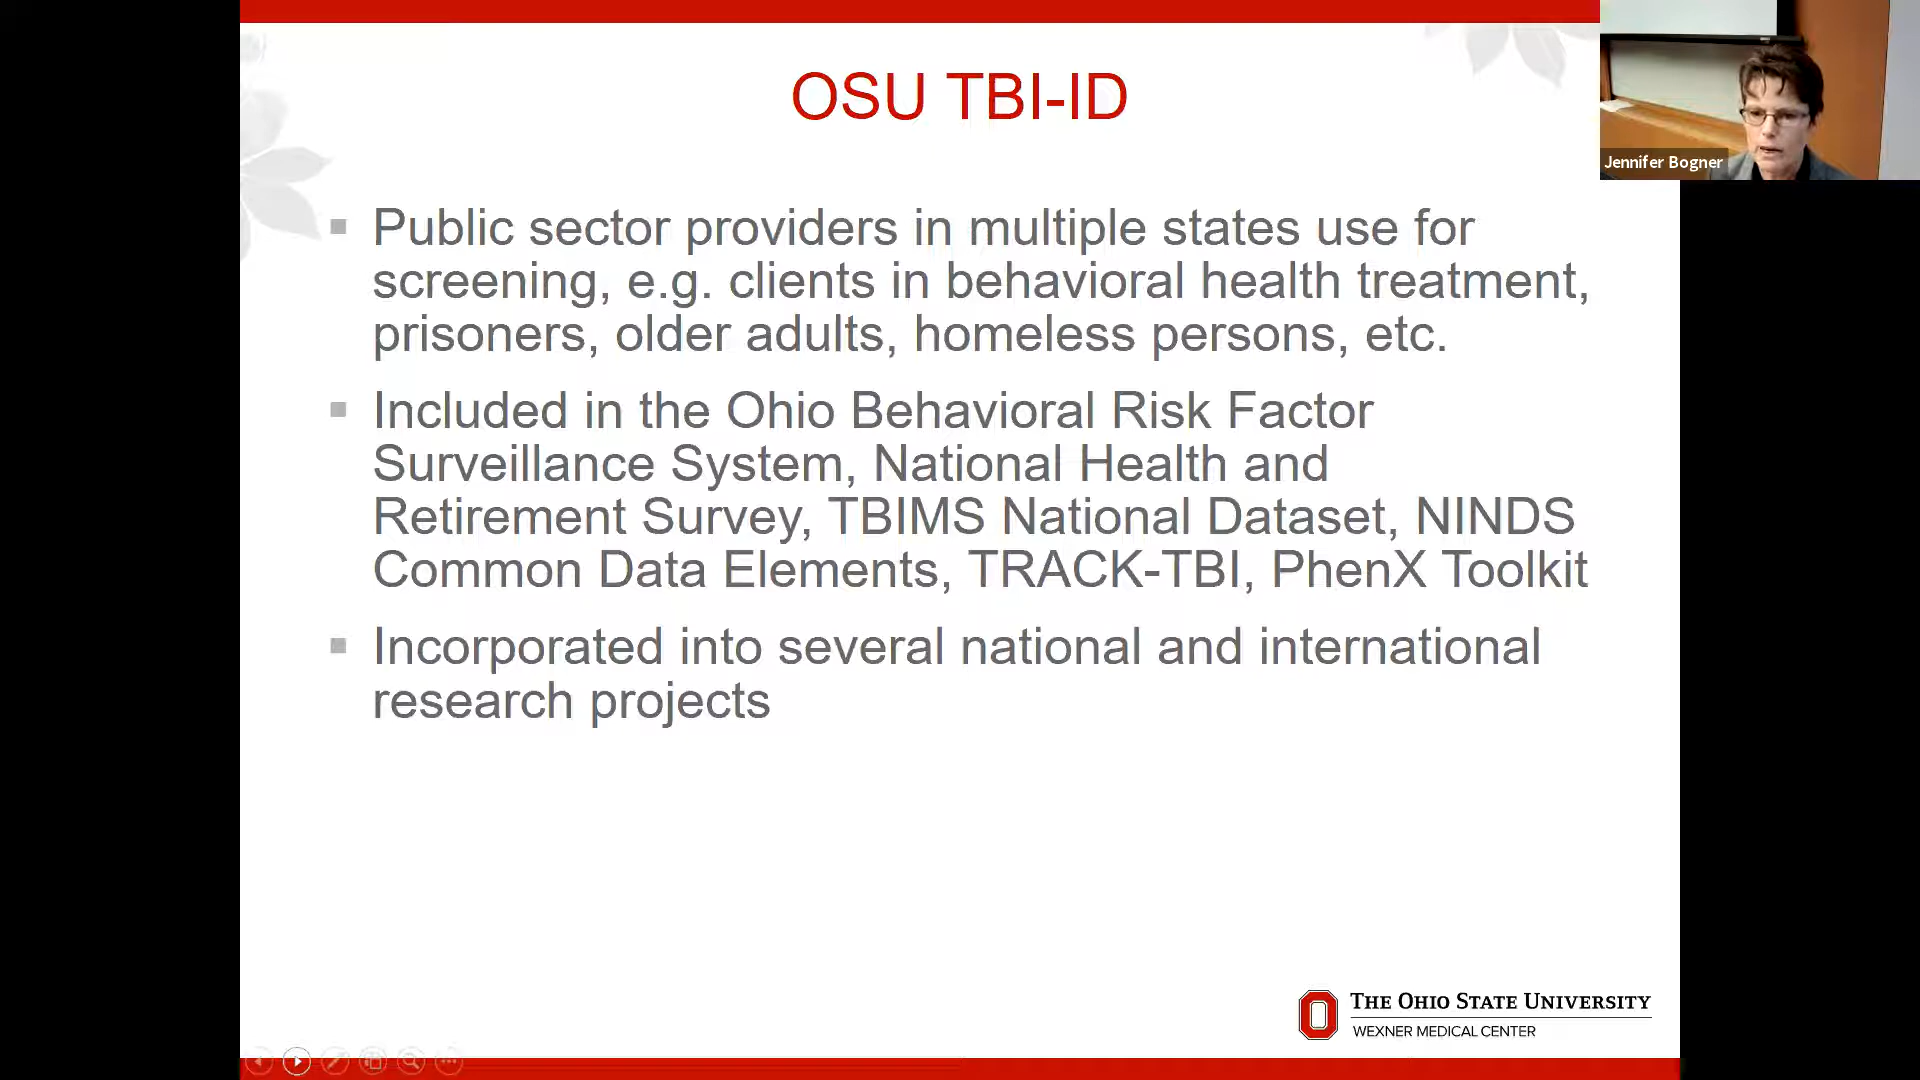 OSU TBI-ID
Jennifer Bogner
Public sector providers in multiple states use for
screening, e.g. clients in behavioral health treatment,
prisoners, older adults, homeless persons, etc.
Included in the Ohio Behavioral Risk Factor
Surveillance System, National Health and
Retirement Survey, TBIMS National Dataset, NINDS
Common Data Elements, TRACK-TBI, PhenX Toolkit
Incorporated into several national and international
research projects
THE OHIO STATE UNIVERSITY
WEXNER MEDICAL CENTER